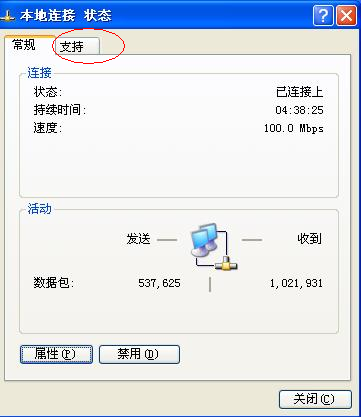 本地连接 状态
常规 支持
连接
状态: 已连接上
持续时间: 04:38:25
速度: 100.0 Mbps
活动
发送 — — 收到
数据包: 537,625 | 1,021,931
属性(P) 禁用(D)
关闭(C)